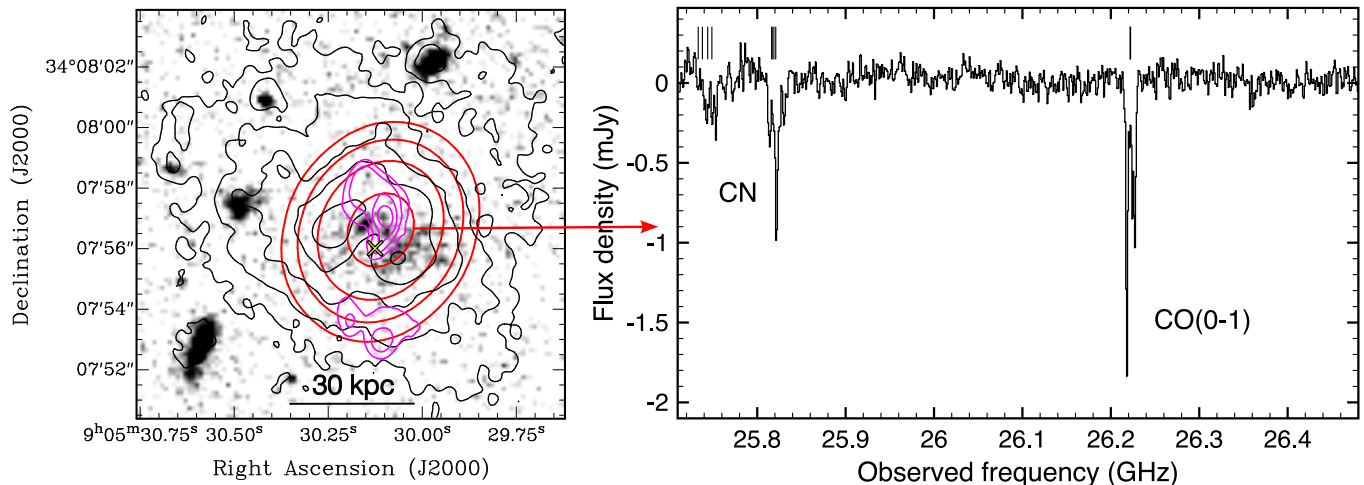 Declination (J2000)
34°08′02″
08′00″
07′58″
07′56″
07′54″
07′52″
30 kpc
9ʰ05ᵐ30.75ˢ 30.50ˢ 30.25ˢ 30.00ˢ 29.75ˢ
Right Ascension (J2000)
Flux density (mJy)
0
-0.5
-1
-1.5
-2
CN
CO(0-1)
25.8 25.9 26 26.1 26.2 26.3 26.4
Observed frequency (GHz)